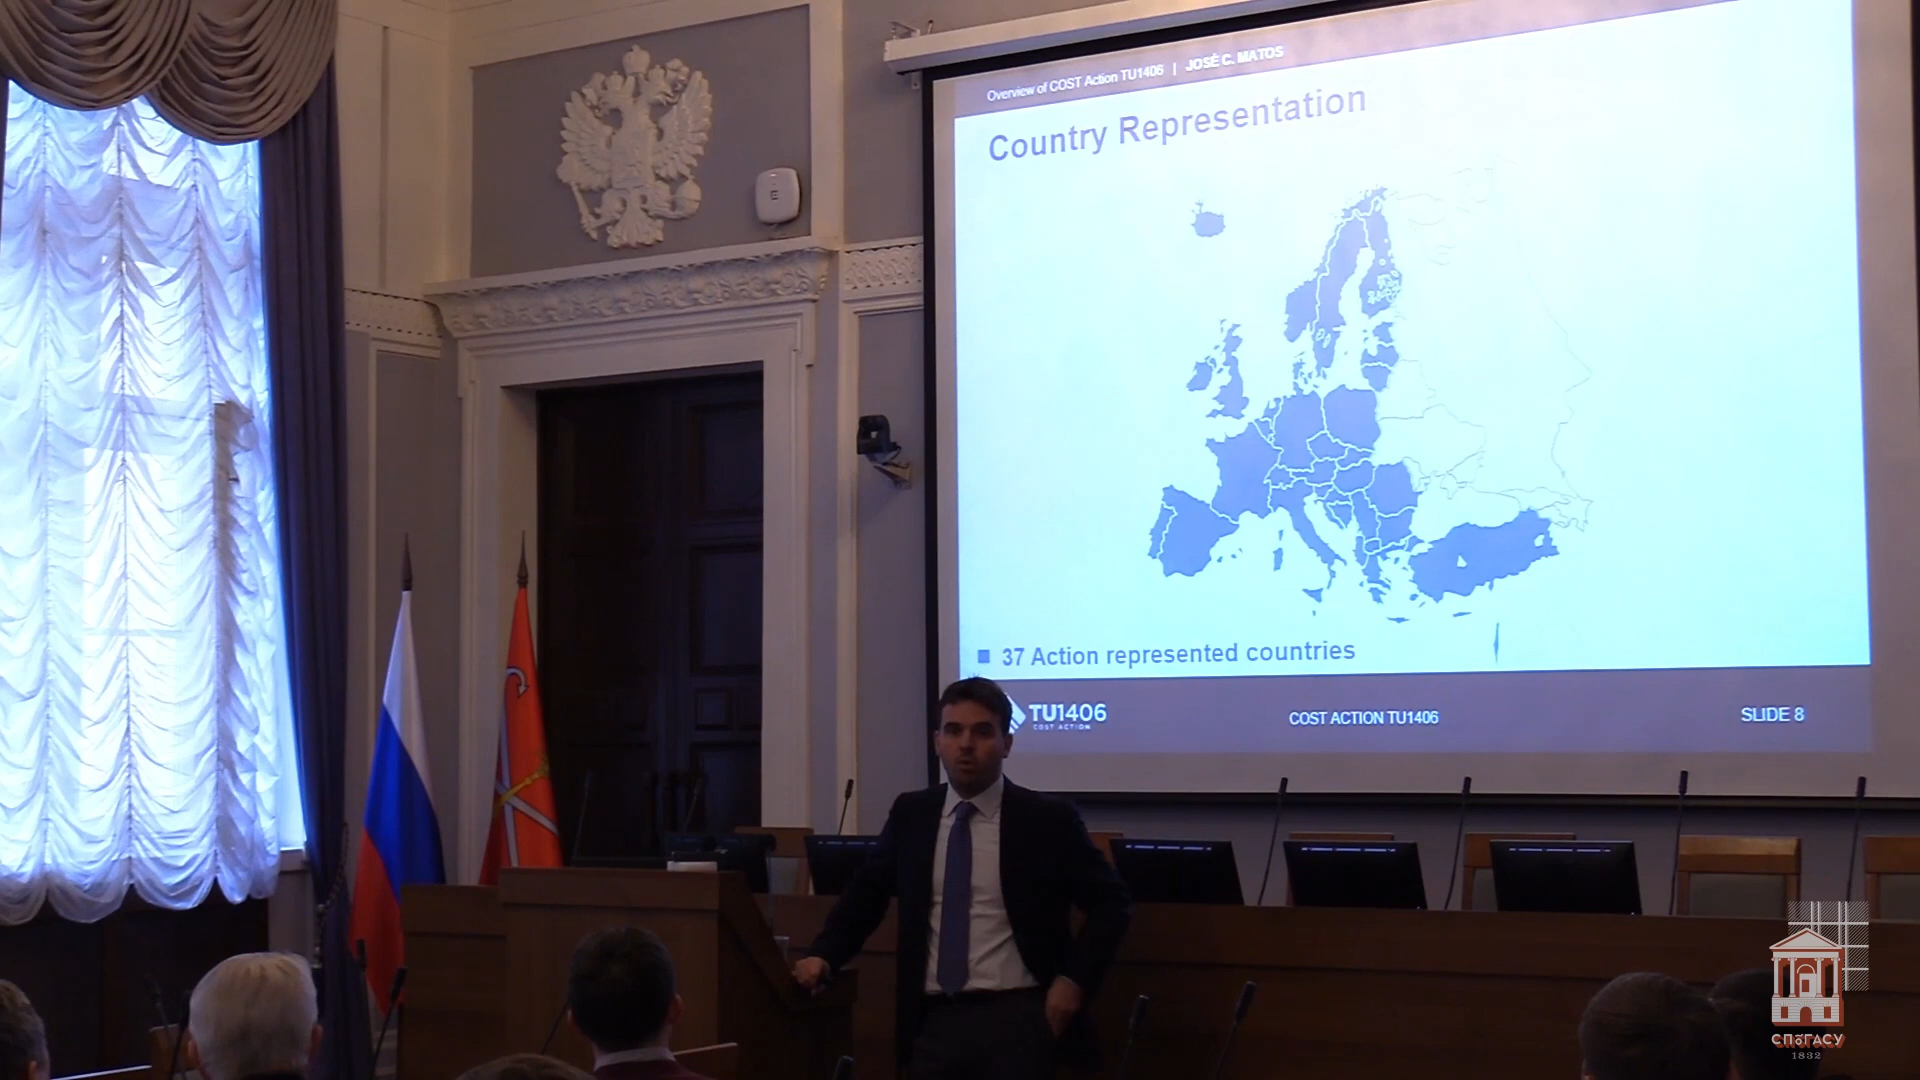 Overview of COST Action TU1406 | JOSÉ C. MATOS
Country Representation
37 Action represented countries
TU1406
COST ACTION
COST ACTION TU1406
SLIDE 8
СПбГАСУ
1832